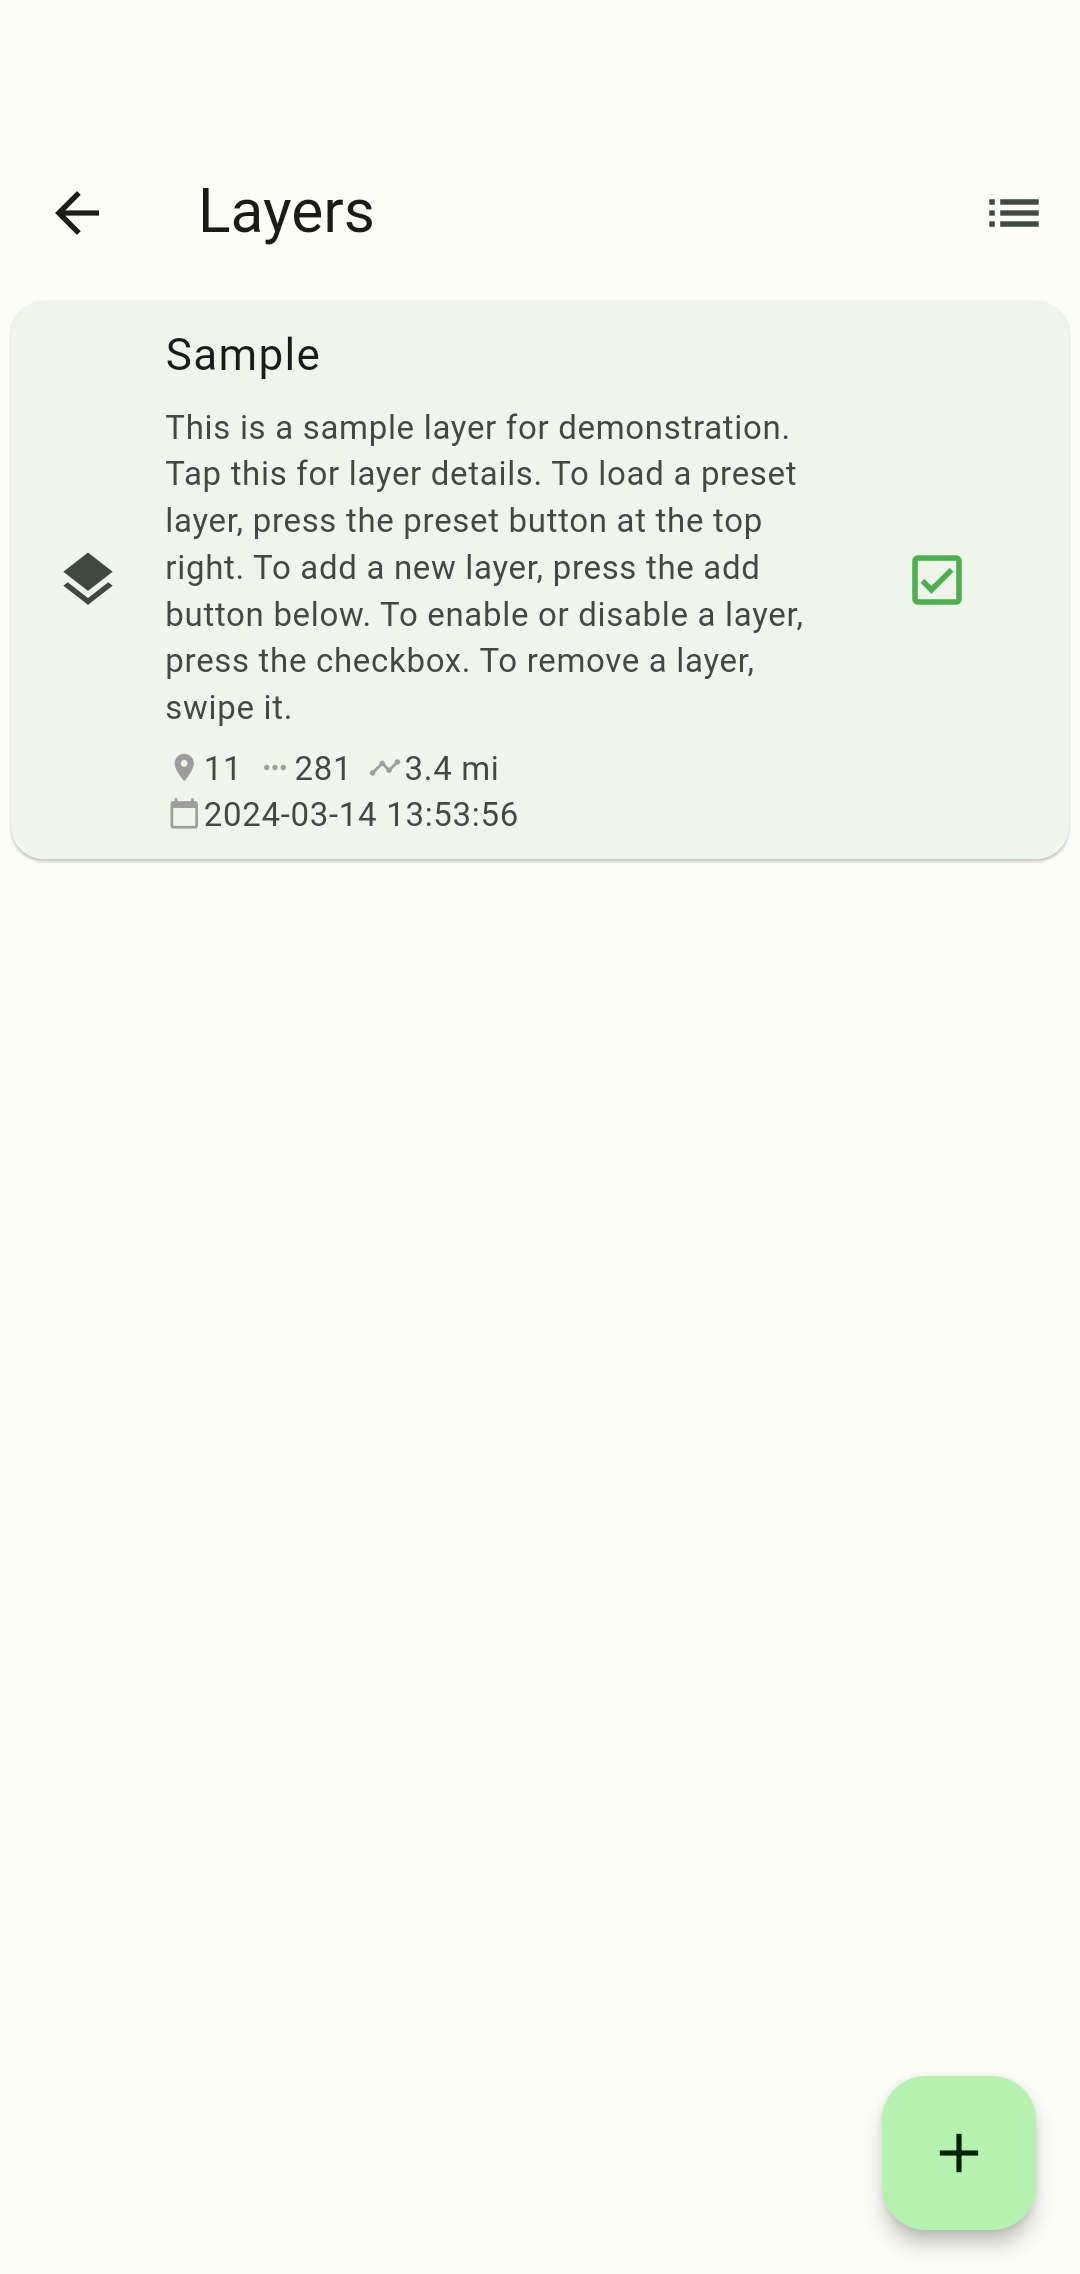 Layers
Sample
This is a sample layer for demonstration.
Tap this for layer details. To load a preset
layer, press the preset button at the top
right. To add a new layer, press the add
button below. To enable or disable a layer,
press the checkbox. To remove a layer,
swipe it.
11 281 3.4 mi
2024-03-14 13:53:56